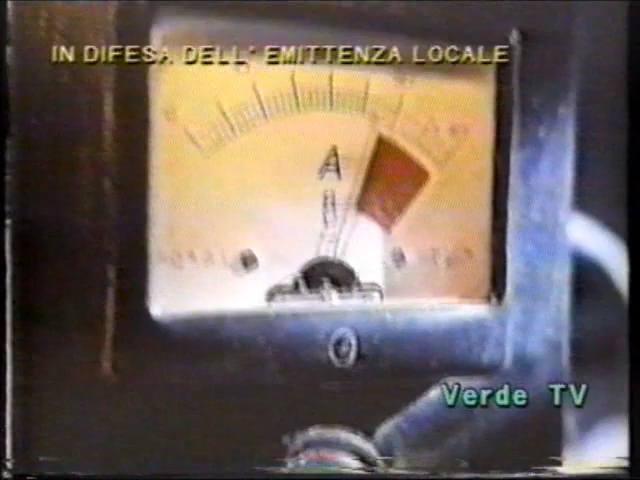 IN DIFESA DELL' EMITTENZA LOCALE
A
Verde TV